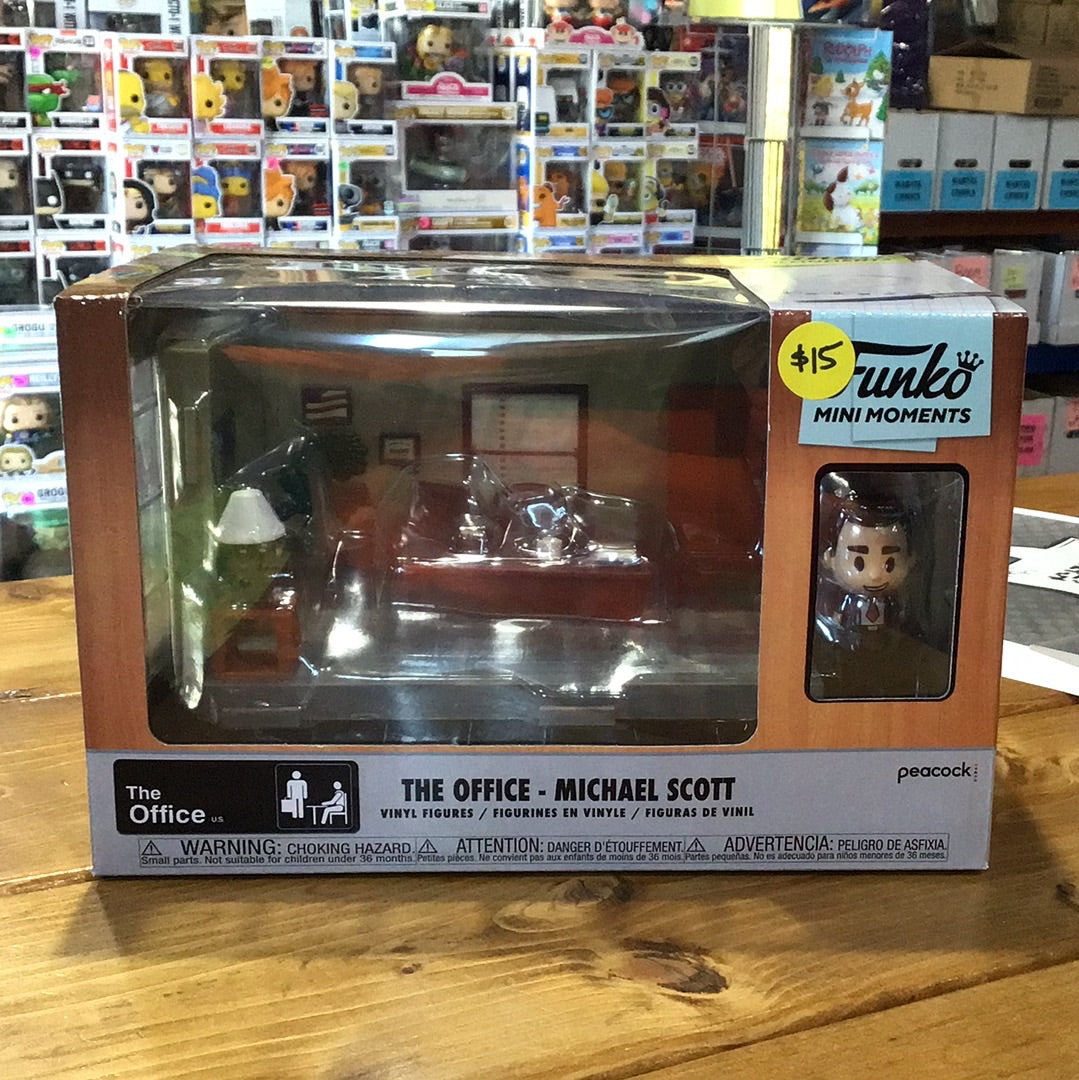 RUDOLPH
$15
Funko
MINI MOMENTS
The
Office U.S.
THE OFFICE - MICHAEL SCOTT
VINYL FIGURES / FIGURINES EN VINYLE / FIGURAS DE VINIL
peacock
WARNING: CHOKING HAZARD.
Small parts. Not suitable for children under 36 months.
ATTENTION: DANGER D'ÉTOUFFEMENT.
Petites pièces. Ne convient pas aux enfants de moins de 36 mois.
ADVERTENCIA: PELIGRO DE ASFIXIA.
Partes pequeñas. No es adecuado para niños menores de 36 meses.